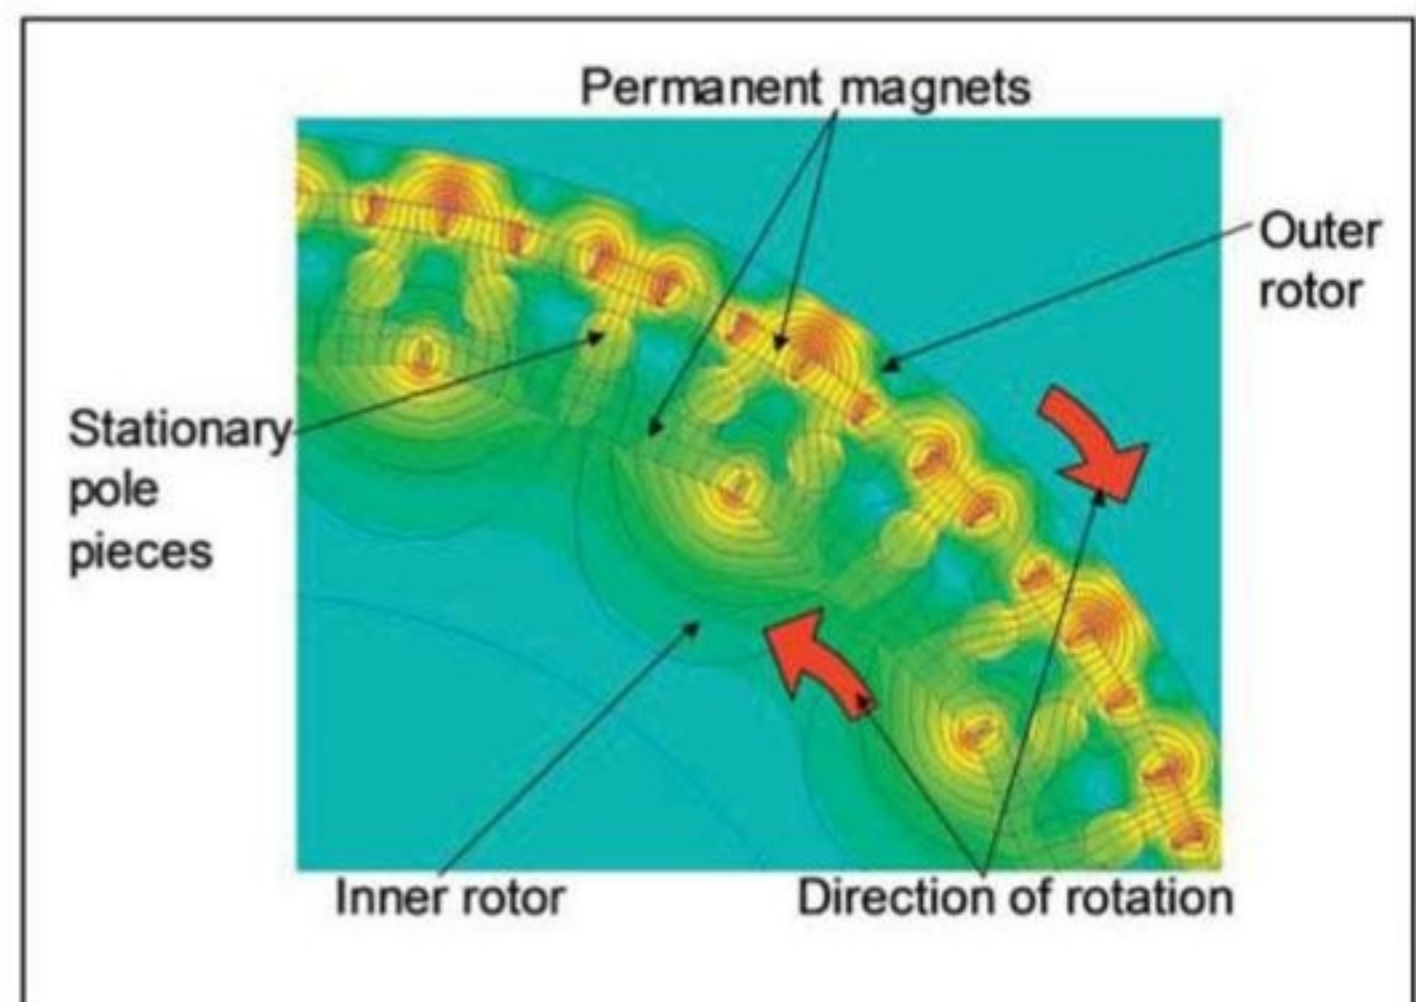 Permanent magnets
Outer
rotor
Stationary
pole
pieces
Inner rotor
Direction of rotation